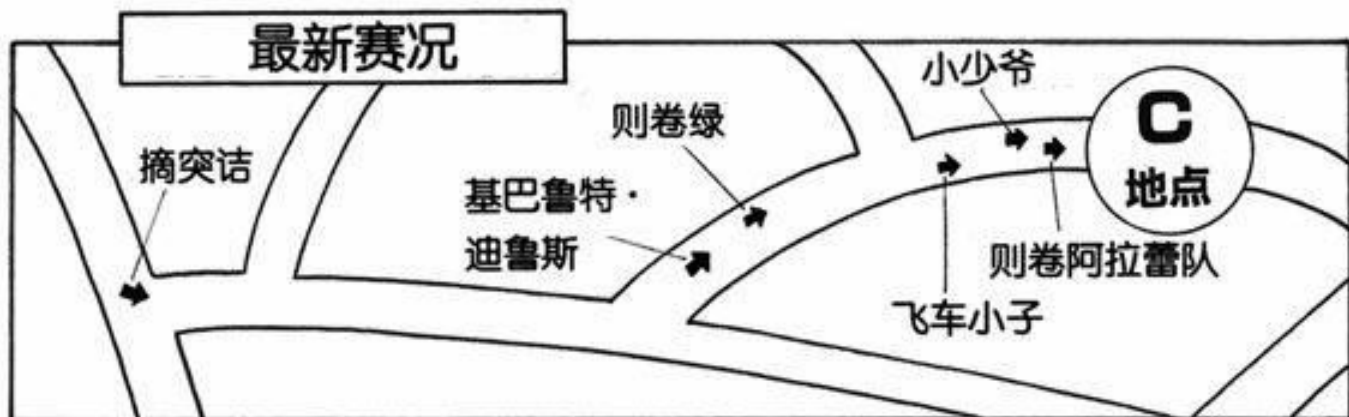 最新赛况
小少爷
C
地点
则卷绿
摘突诘
基巴鲁特·
迪鲁斯
则卷阿拉蕾队
飞车小子